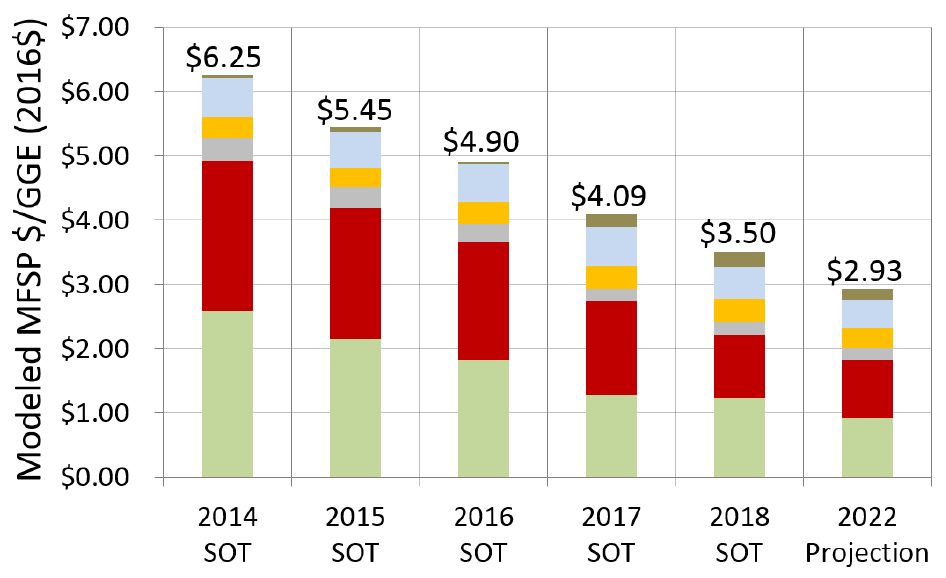 Modeled MFSP $/GGE (2016$)
$7.00
$6.00
$5.00
$4.00
$3.00
$2.00
$1.00
$0.00
$6.25
$5.45
$4.90
$4.09
$3.50
$2.93
2014 SOT
2015 SOT
2016 SOT
2017 SOT
2018 SOT
2022 Projection